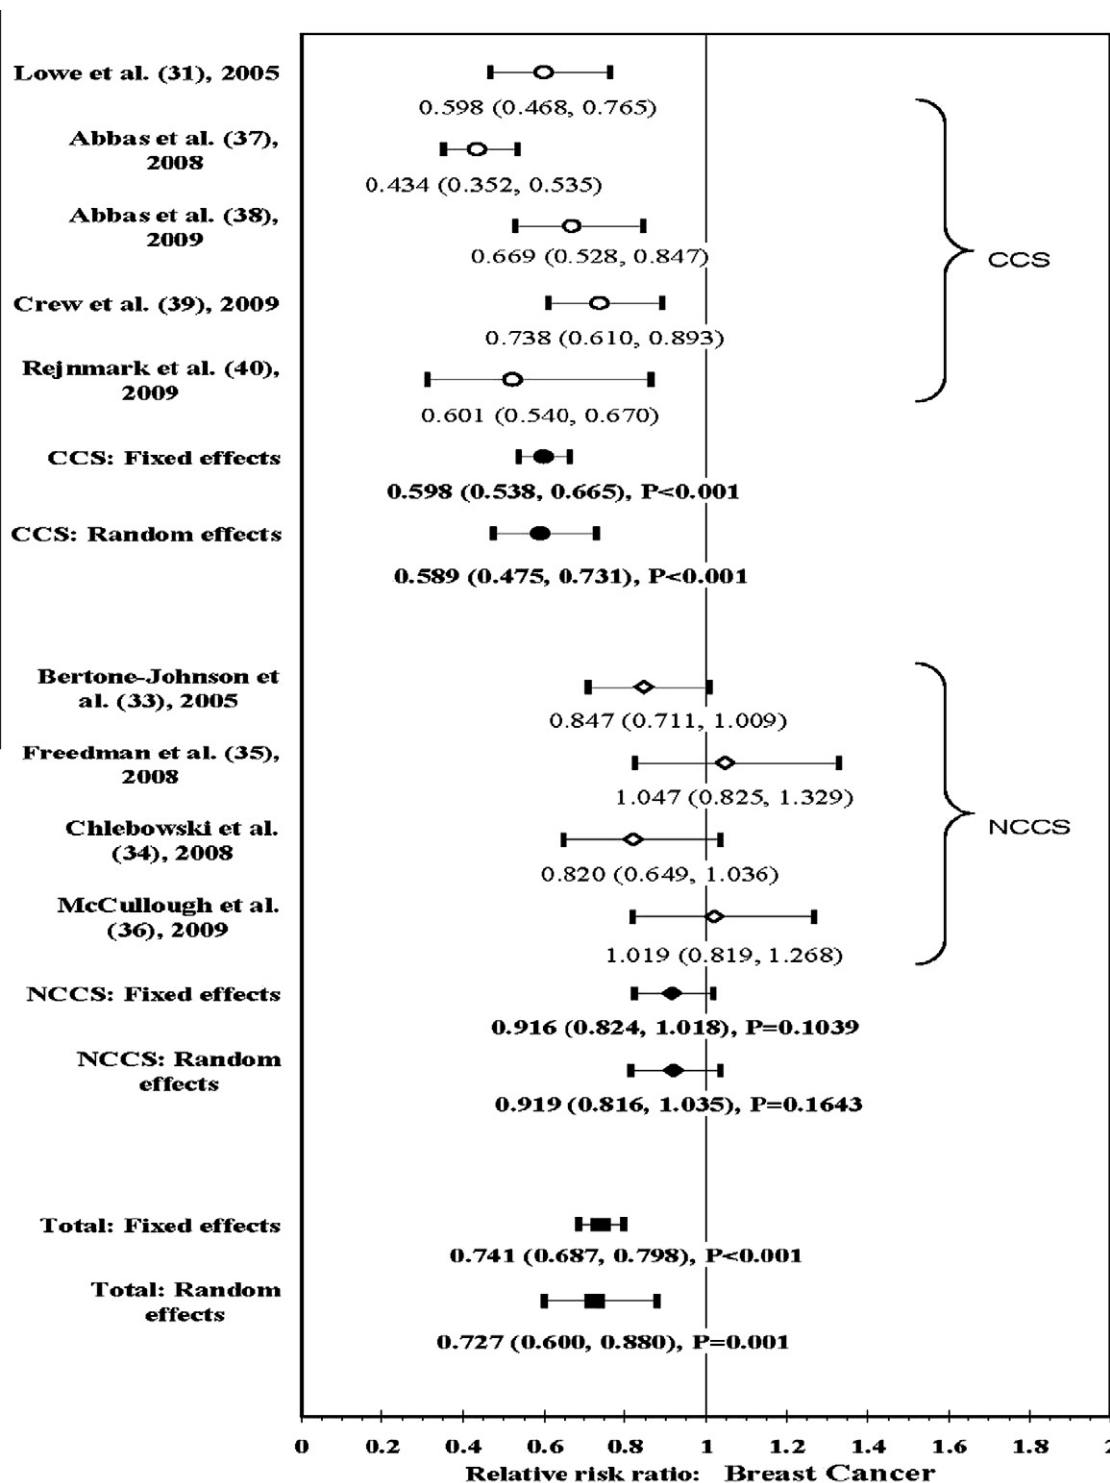 Lowe et al. (31), 2005
0.598 (0.468, 0.765)
Abbas et al. (37),
2008
0.434 (0.352, 0.535)
Abbas et al. (38),
2009
0.669 (0.528, 0.847)
CCS
Crew et al. (39), 2009
0.738 (0.610, 0.893)
Rejnmark et al. (40),
2009
0.601 (0.540, 0.670)
CCS: Fixed effects
0.598 (0.538, 0.665), P<0.001
CCS: Random effects
0.589 (0.475, 0.731), P<0.001
Bertone-Johnson et
al. (33), 2005
0.847 (0.711, 1.009)
Freedman et al. (35),
2008
1.047 (0.825, 1.329)
NCCS
Chlebowski et al.
(34), 2008
0.820 (0.649, 1.036)
McCullough et al.
(36), 2009
1.019 (0.819, 1.268)
NCCS: Fixed effects
0.916 (0.824, 1.018), P=0.1039
NCCS: Random
effects
0.919 (0.816, 1.035), P=0.1643
Total: Fixed effects
0.741 (0.687, 0.798), P<0.001
Total: Random
effects
0.727 (0.600, 0.880), P=0.001
0 0.2 0.4 0.6 0.8 1 1.2 1.4 1.6 1.8 2
Relative risk ratio: Breast Cancer